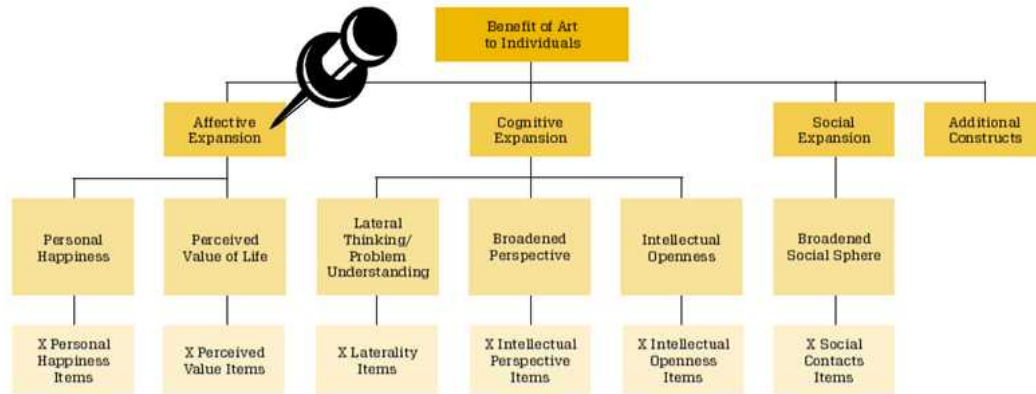 Benefit of Art
to Individuals
Affective
Expansion
Cognitive
Expansion
Social
Expansion
Additional
Constructs
Personal
Happiness
Perceived
Value of Life
Lateral
Thinking/
Problem
Understanding
Broadened
Perspective
Intellectual
Openness
Broadened
Social Sphere
X Personal
Happiness
Items
X Perceived
Value Items
X Laterality
Items
X Intellectual
Perspective
Items
X Intellectual
Openness
Items
X Social
Contacts
Items